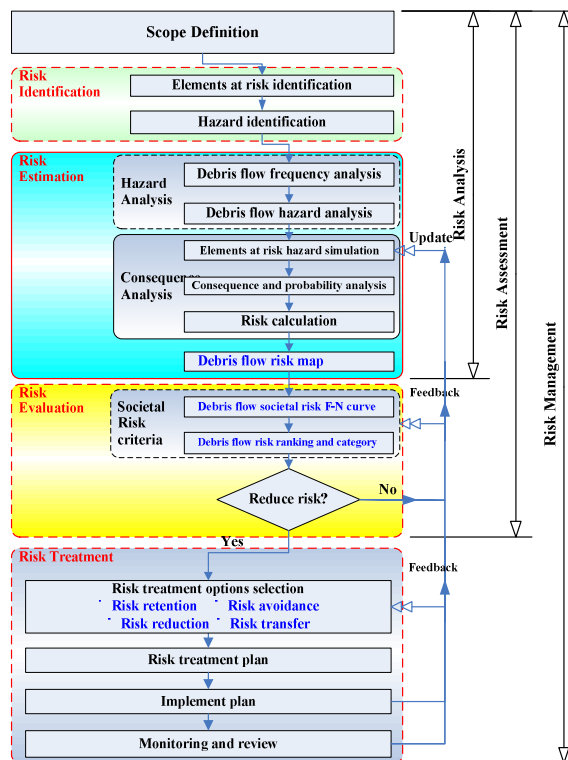 Scope Definition
Risk
Identification
Elements at risk identification
Hazard identification
Risk
Estimation
Hazard
Analysis
Debris flow frequency analysis
Debris flow hazard analysis
Consequence
Analysis
Elements at risk hazard simulation
Consequence and probability analysis
Risk calculation
Debris flow risk map
Update
Risk
Evaluation
Societal
Risk
criteria
Debris flow societal risk F-N curve
Debris flow risk ranking and category
Feedback
Reduce risk?
No
Yes
Risk Treatment
Feedback
Risk treatment options selection
Risk retention Risk avoidance
Risk reduction Risk transfer
Risk treatment plan
Implement plan
Monitoring and review
Risk Analysis
Risk Assessment
Risk Management